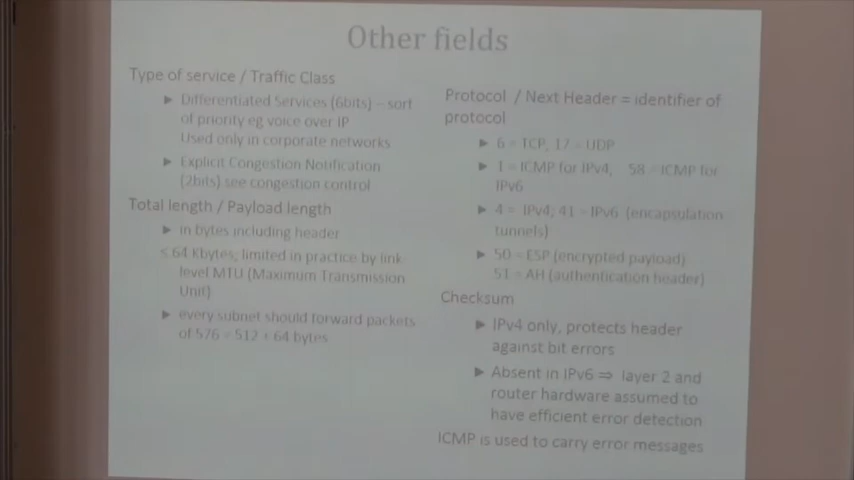 Other fields
Type of service / Traffic Class
► Differentiated Services (6bits) – sort
of priority eg voice over IP
Used only in corporate networks
► Explicit Congestion Notification
(2bits) see congestion control
Total length / Payload length
► in bytes including header
≤ 64 Kbytes; limited in practice by link
level MTU (Maximum Transmission
Unit)
► every subnet should forward packets
of 576 = 512 + 64 bytes
Protocol / Next Header = identifier of
protocol
► 6 = TCP, 17 = UDP
► 1 = ICMP for IPv4, 58 = ICMP for
IPv6
► 4 = IPv4; 41 = IPv6 (encapsulation
tunnels)
► 50 = ESP (encrypted payload)
51 = AH (authentication header)
Checksum
► IPv4 only, protects header
against bit errors
► Absent in IPv6 ⇒ layer 2 and
router hardware assumed to
have efficient error detection
ICMP is used to carry error messages